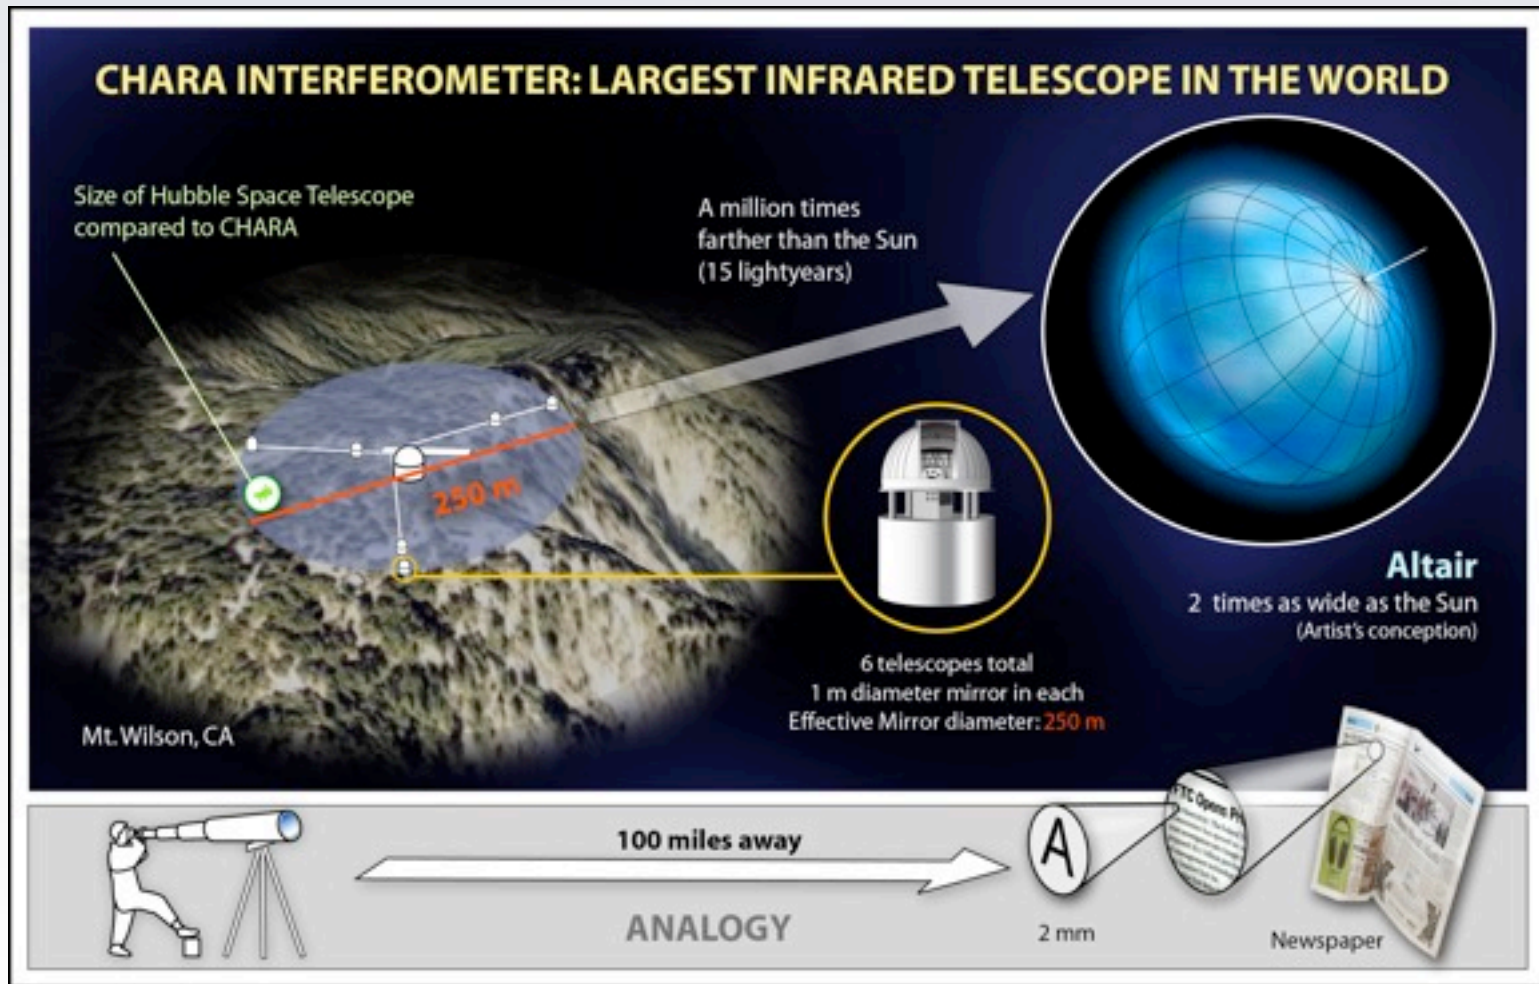 CHARA INTERFEROMETER: LARGEST INFRARED TELESCOPE IN THE WORLD
Size of Hubble Space Telescope
compared to CHARA
A million times
farther than the Sun
(15 lightyears)
250 m
Altair
2 times as wide as the Sun
(Artist's conception)
6 telescopes total
1 m diameter mirror in each
Effective Mirror diameter: 250 m
Mt. Wilson, CA
100 miles away
ANALOGY
A
2 mm
FTC Opens
Newspaper